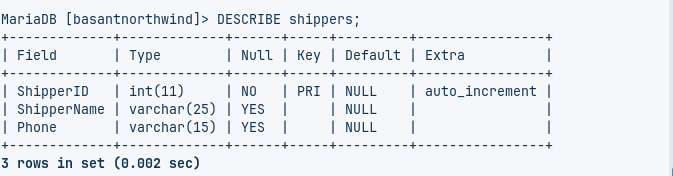 MariaDB [basantnorthwind]> DESCRIBE shippers;
+-------------+-------------+------+-----+---------+----------------+
| Field       | Type        | Null | Key | Default | Extra          |
+-------------+-------------+------+-----+---------+----------------+
| ShipperID   | int(11)     | NO   | PRI | NULL    | auto_increment |
| ShipperName | varchar(25) | YES  |     | NULL    |                |
| Phone       | varchar(15) | YES  |     | NULL    |                |
+-------------+-------------+------+-----+---------+----------------+
3 rows in set (0.002 sec)